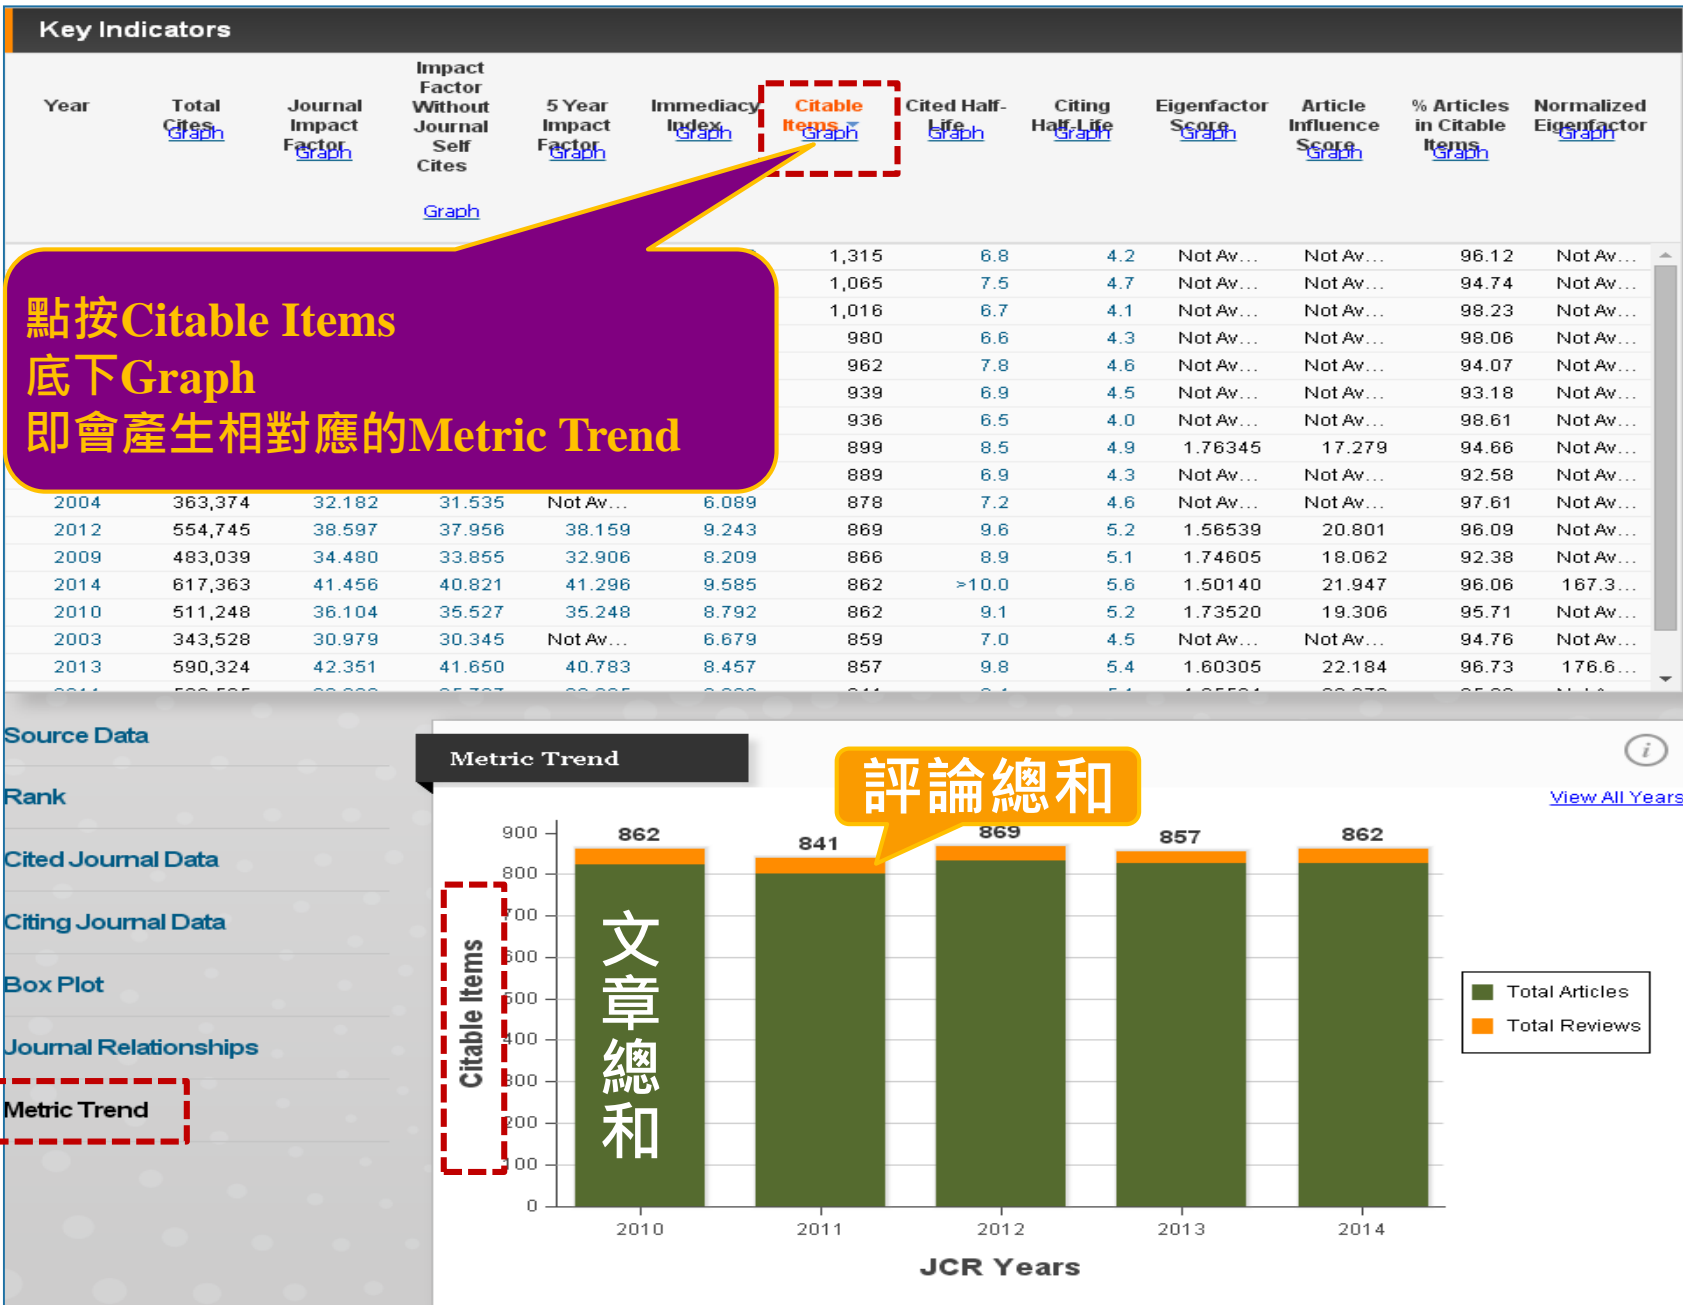 Key Indicators
Year Total Cites Graph Journal Impact Factor Graph Impact Factor Without Journal Self Cites Graph 5 Year Impact Factor Graph Immediacy Index Graph Citable Items Graph Cited Half-Life Graph Citing Half-Life Graph Eigenfactor Score Graph Article Influence Score Graph % Articles in Citable Items Graph Normalized Eigenfactor Graph
1,315 6.8 4.2 Not Av... Not Av... 96.12 Not Av...
1,065 7.5 4.7 Not Av... Not Av... 94.74 Not Av...
1,016 6.7 4.1 Not Av... Not Av... 98.23 Not Av...
980 6.6 4.3 Not Av... Not Av... 98.06 Not Av...
962 7.8 4.6 Not Av... Not Av... 94.07 Not Av...
939 6.9 4.5 Not Av... Not Av... 93.18 Not Av...
936 6.5 4.0 Not Av... Not Av... 98.61 Not Av...
899 8.5 4.9 1.76345 17.279 94.66 Not Av...
889 6.9 4.3 Not Av... Not Av... 92.58 Not Av...
點按Citable Items
底下Graph
即會產生相對應的Metric Trend
2004 363,374 32.182 31.535 Not Av... 6.089 878 7.2 4.6 Not Av... Not Av... 97.61 Not Av...
2012 554,745 38.597 37.956 38.159 9.243 869 9.6 5.2 1.56539 20.801 96.09 Not Av...
2009 483,039 34.480 33.855 32.906 8.209 866 8.9 5.1 1.74605 18.062 92.38 Not Av...
2014 617,363 41.456 40.821 41.296 9.585 862 >10.0 5.6 1.50140 21.947 96.06 167.3...
2010 511,248 36.104 35.527 35.248 8.792 862 9.1 5.2 1.73520 19.306 95.71 Not Av...
2003 343,528 30.979 30.345 Not Av... 6.679 859 7.0 4.5 Not Av... Not Av... 94.76 Not Av...
2013 590,324 42.351 41.650 40.783 8.457 857 9.8 5.4 1.60305 22.184 96.73 176.6...
Source Data
Rank
Cited Journal Data
Citing Journal Data
Box Plot
Journal Relationships
Metric Trend
Metric Trend
評論總和
i
View All Years
900
800
700
600
500
400
300
200
100
0
Citable Items
862 841 869 857 862
文章總和
2010 2011 2012 2013 2014
JCR Years
Total Articles
Total Reviews